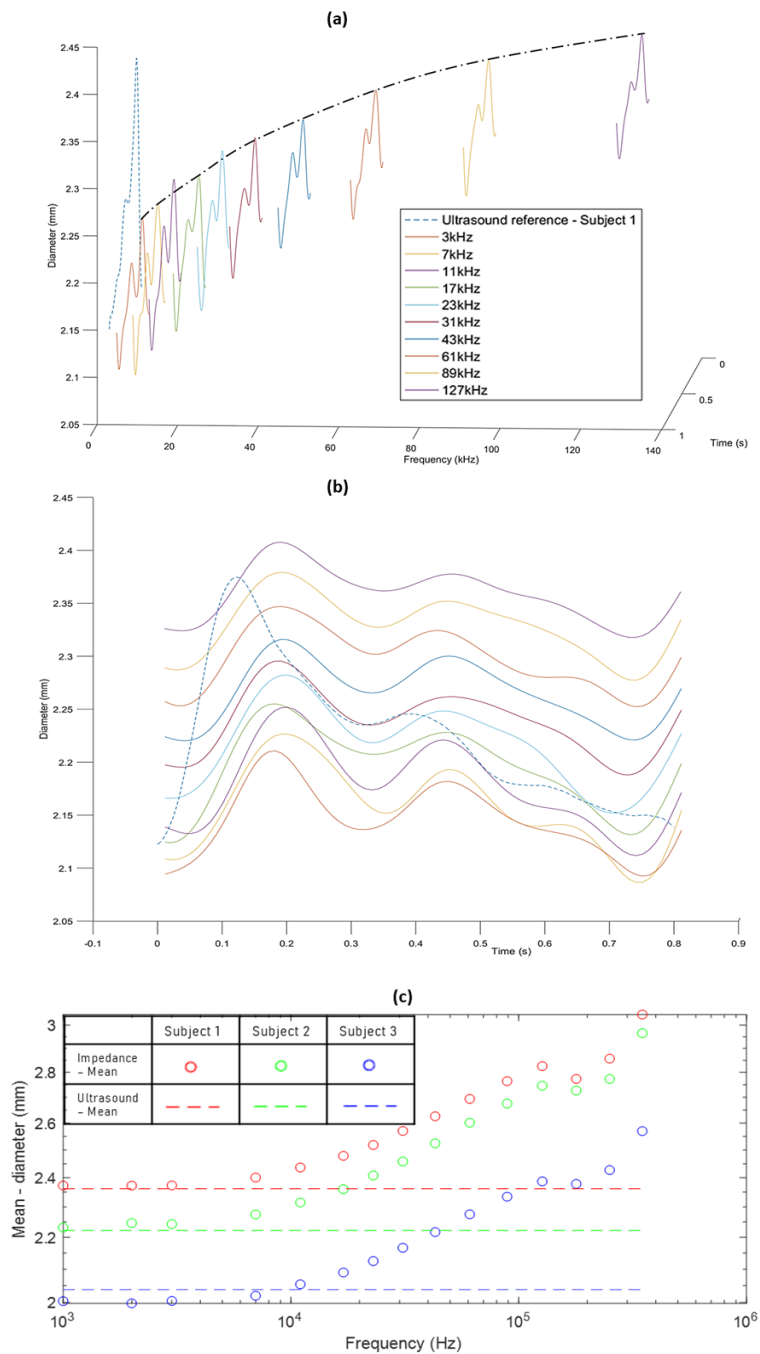 (a)
2.45
2.4
2.35
2.3
2.25
2.2
2.15
2.1
2.05
Diameter (mm)
Ultrasound reference - Subject 1
3kHz
7kHz
11kHz
17kHz
23kHz
31kHz
43kHz
61kHz
89kHz
127kHz
0
0.5
1
Time (s)
0 20 40 60 80 100 120 140
Frequency (kHz)
(b)
2.45
2.4
2.35
2.3
2.25
2.2
2.15
2.1
2.05
Diameter (mm)
-0.1 0 0.1 0.2 0.3 0.4 0.5 0.6 0.7 0.8 0.9
Time (s)
(c)
Subject 1 Subject 2 Subject 3
Impedance
- Mean
Ultrasound
- Mean
3
2.8
2.6
2.4
2.2
2
Mean - diameter (mm)
10³ 10⁴ 10⁵ 10⁶
Frequency (Hz)